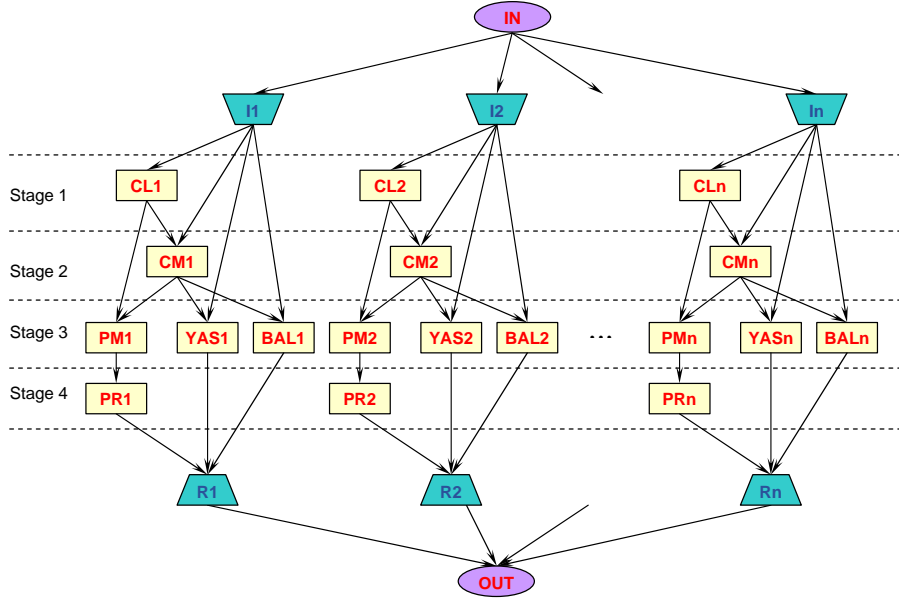 IN
I1 I2 In
Stage 1 CL1 CL2 CLn
Stage 2 CM1 CM2 CMn
Stage 3 PM1 YAS1 BAL1 PM2 YAS2 BAL2 ... PMn YASn BALn
Stage 4 PR1 PR2 PRn
R1 R2 Rn
OUT